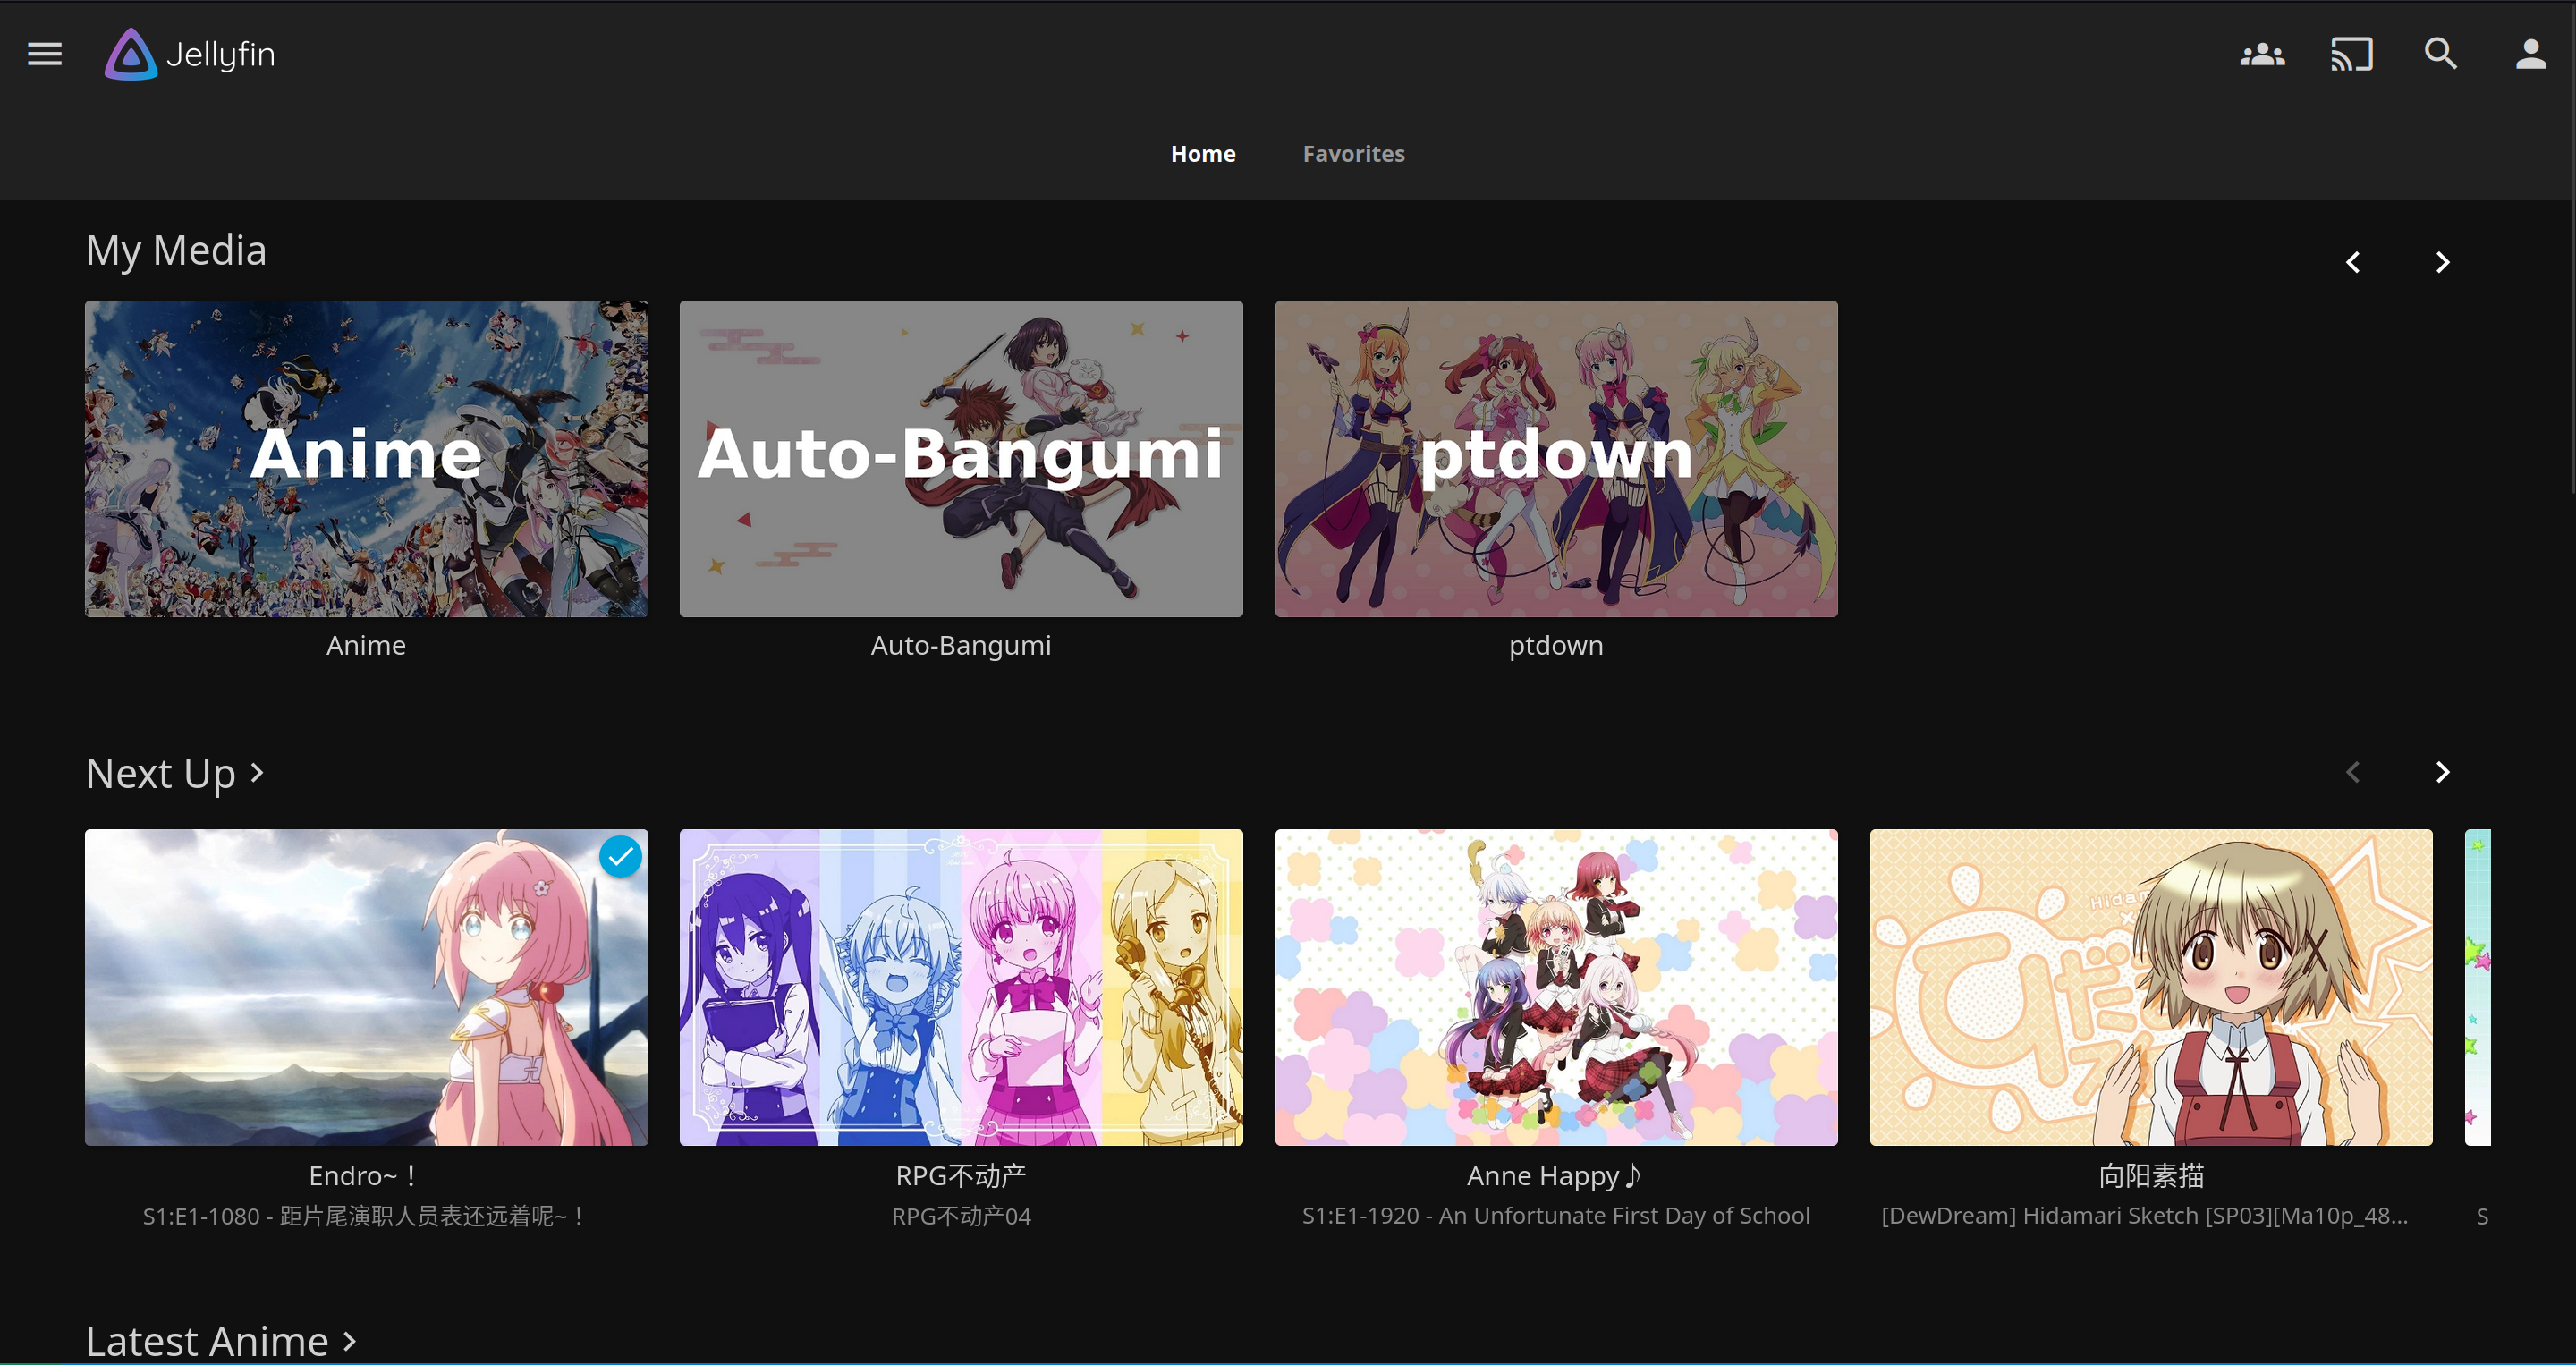 Jellyfin
Home
Favorites
My Media
Anime
Auto-Bangumi
ptdown
Anime
Auto-Bangumi
ptdown
Next Up
Endro~！
S1:E1-1080 - 距片尾演职人员表还远着呢~！
RPG不动产
RPG不动产04
Anne Happy♪
S1:E1-1920 - An Unfortunate First Day of School
向阳素描
[DewDream] Hidamari Sketch [SP03][Ma10p_48...
S
Latest Anime